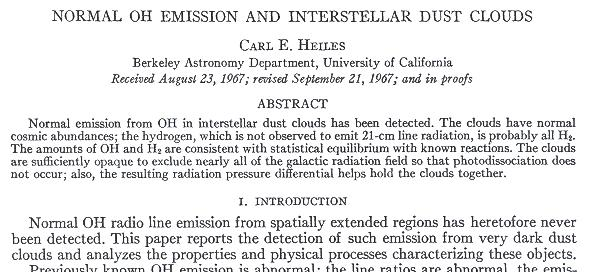 NORMAL OH EMISSION AND INTERSTELLAR DUST CLOUDS
CARL E. HEILES
Berkeley Astronomy Department, University of California
Received August 23, 1967; revised September 21, 1967; and in proofs
ABSTRACT
Normal emission from OH in interstellar dust clouds has been detected. The clouds have normal
cosmic abundances; the hydrogen, which is not observed to emit 21-cm line radiation, is probably all H₂.
The amounts of OH and H₂ are consistent with statistical equilibrium with known reactions. The clouds
are sufficiently opaque to exclude nearly all of the galactic radiation field so that photodissociation does
not occur; also, the resulting radiation pressure differential helps hold the clouds together.
I. INTRODUCTION
Normal OH radio line emission from spatially extended regions has heretofore never
been detected. This paper reports the detection of such emission from very dark dust
clouds and analyzes the properties and physical processes characterizing these objects.
Previously known OH emission is abnormal: the line ratios are abnormal, the emis-